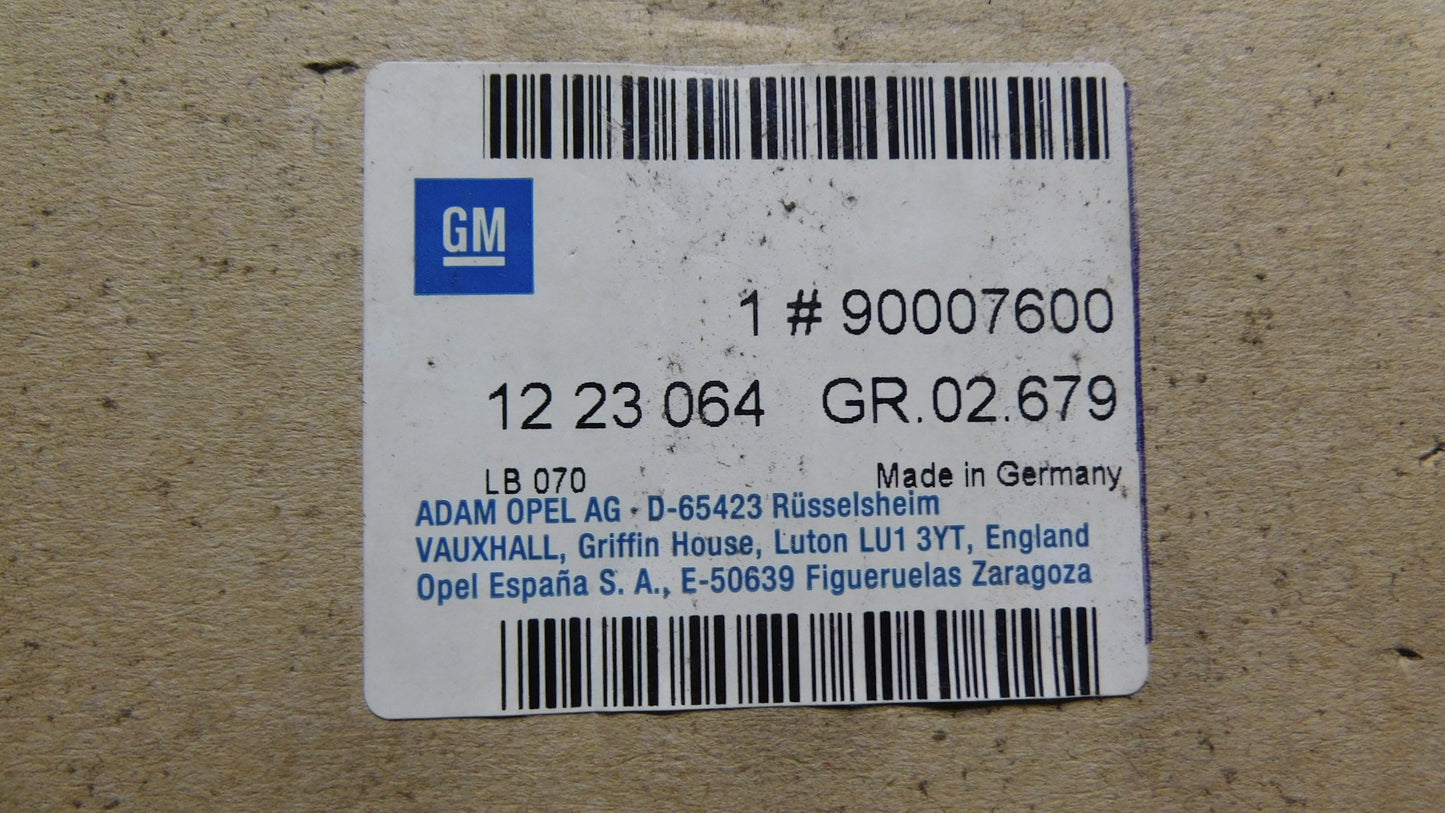 GM
1 # 90007600
12 23 064 GR.02.679
LB 070 Made in Germany
ADAM OPEL AG · D-65423 Rüsselsheim
VAUXHALL, Griffin House, Luton LU1 3YT, England
Opel España S. A., E-50639 Figueruelas Zaragoza